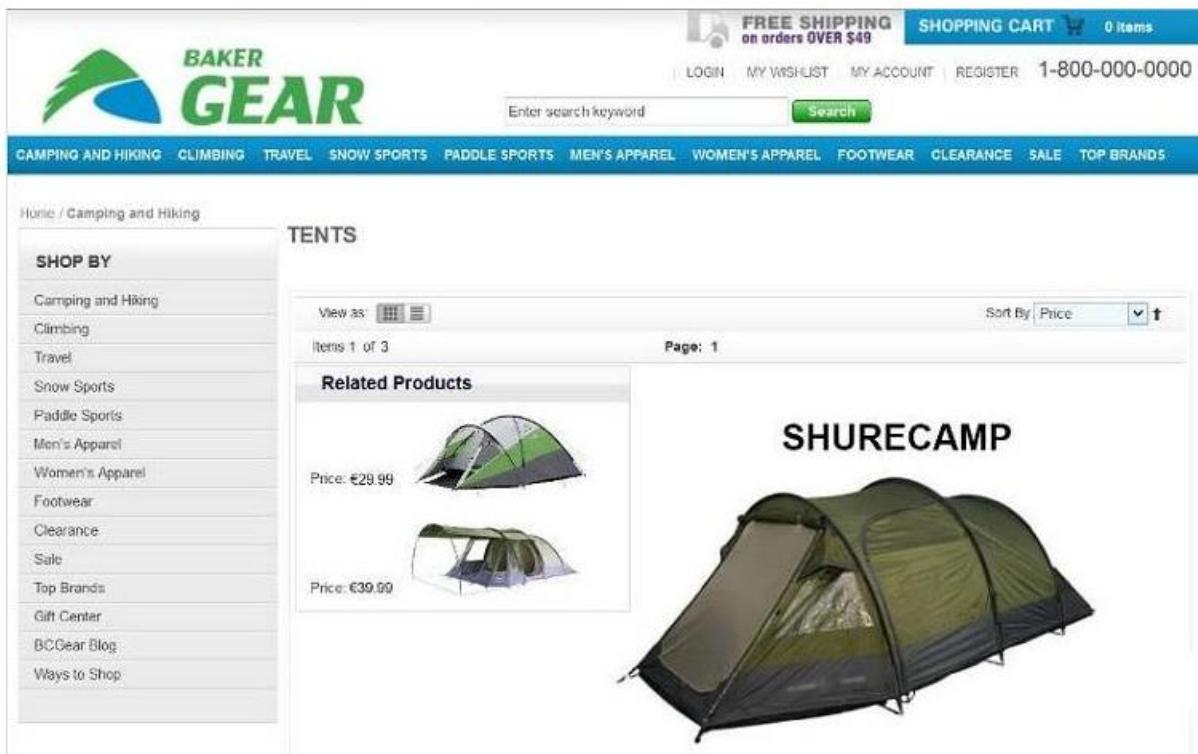 FREE SHIPPING
on orders OVER $49
SHOPPING CART 0 items
BAKER
GEAR
LOGIN MY WISHLIST MY ACCOUNT REGISTER 1-800-000-0000
Enter search keyword Search
CAMPING AND HIKING CLIMBING TRAVEL SNOW SPORTS PADDLE SPORTS MEN'S APPAREL WOMEN'S APPAREL FOOTWEAR CLEARANCE SALE TOP BRANDS
Home / Camping and Hiking
SHOP BY
Camping and Hiking
Climbing
Travel
Snow Sports
Paddle Sports
Men's Apparel
Women's Apparel
Footwear
Clearance
Sale
Top Brands
Gift Center
BCGear Blog
Ways to Shop
TENTS
View as: Sort By Price
Items 1 of 3 Page: 1
Related Products
Price: €29.99
Price: €39.99
SHURECAMP